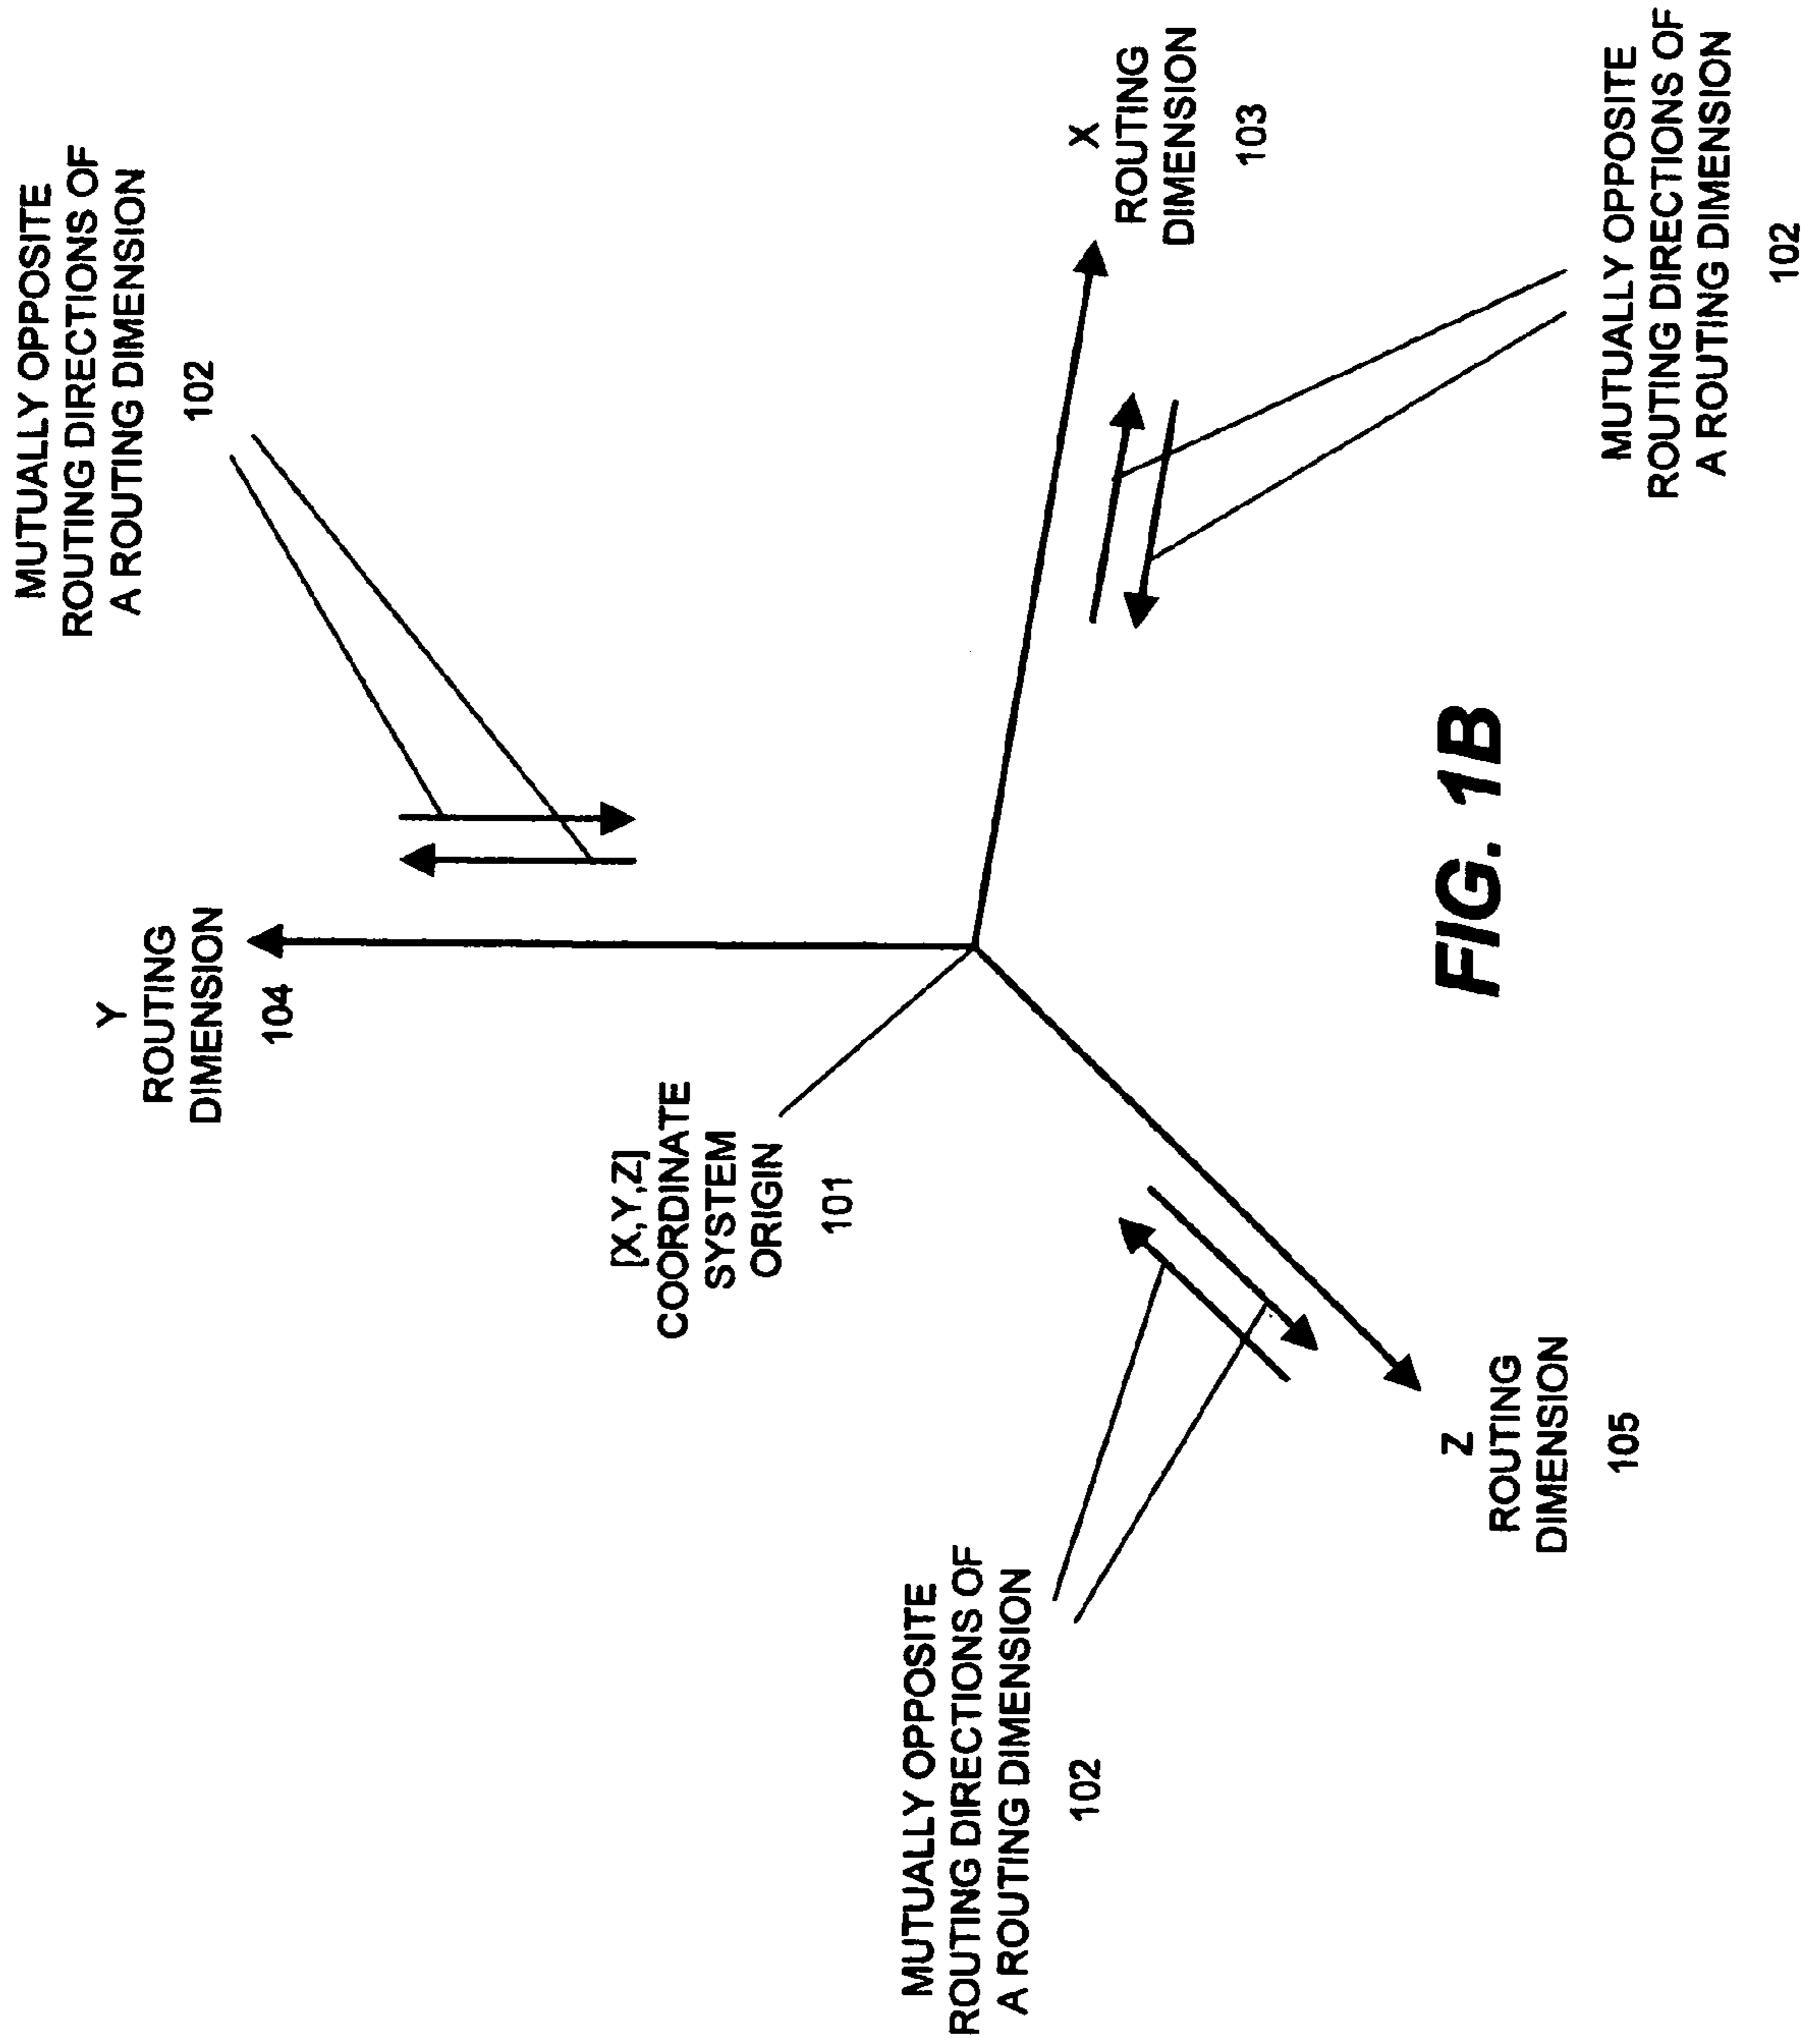 MUTUALLY OPPOSITE
ROUTING DIRECTIONS OF
A ROUTING DIMENSION
102
Y
ROUTING
DIMENSION
104
[X,Y,Z]
COORDINATE
SYSTEM
ORIGIN
101
MUTUALLY OPPOSITE
ROUTING DIRECTIONS OF
A ROUTING DIMENSION
102
X
ROUTING
DIMENSION
103
Z
ROUTING
DIMENSION
105
MUTUALLY OPPOSITE
ROUTING DIRECTIONS OF
A ROUTING DIMENSION
102
FIG. 1B